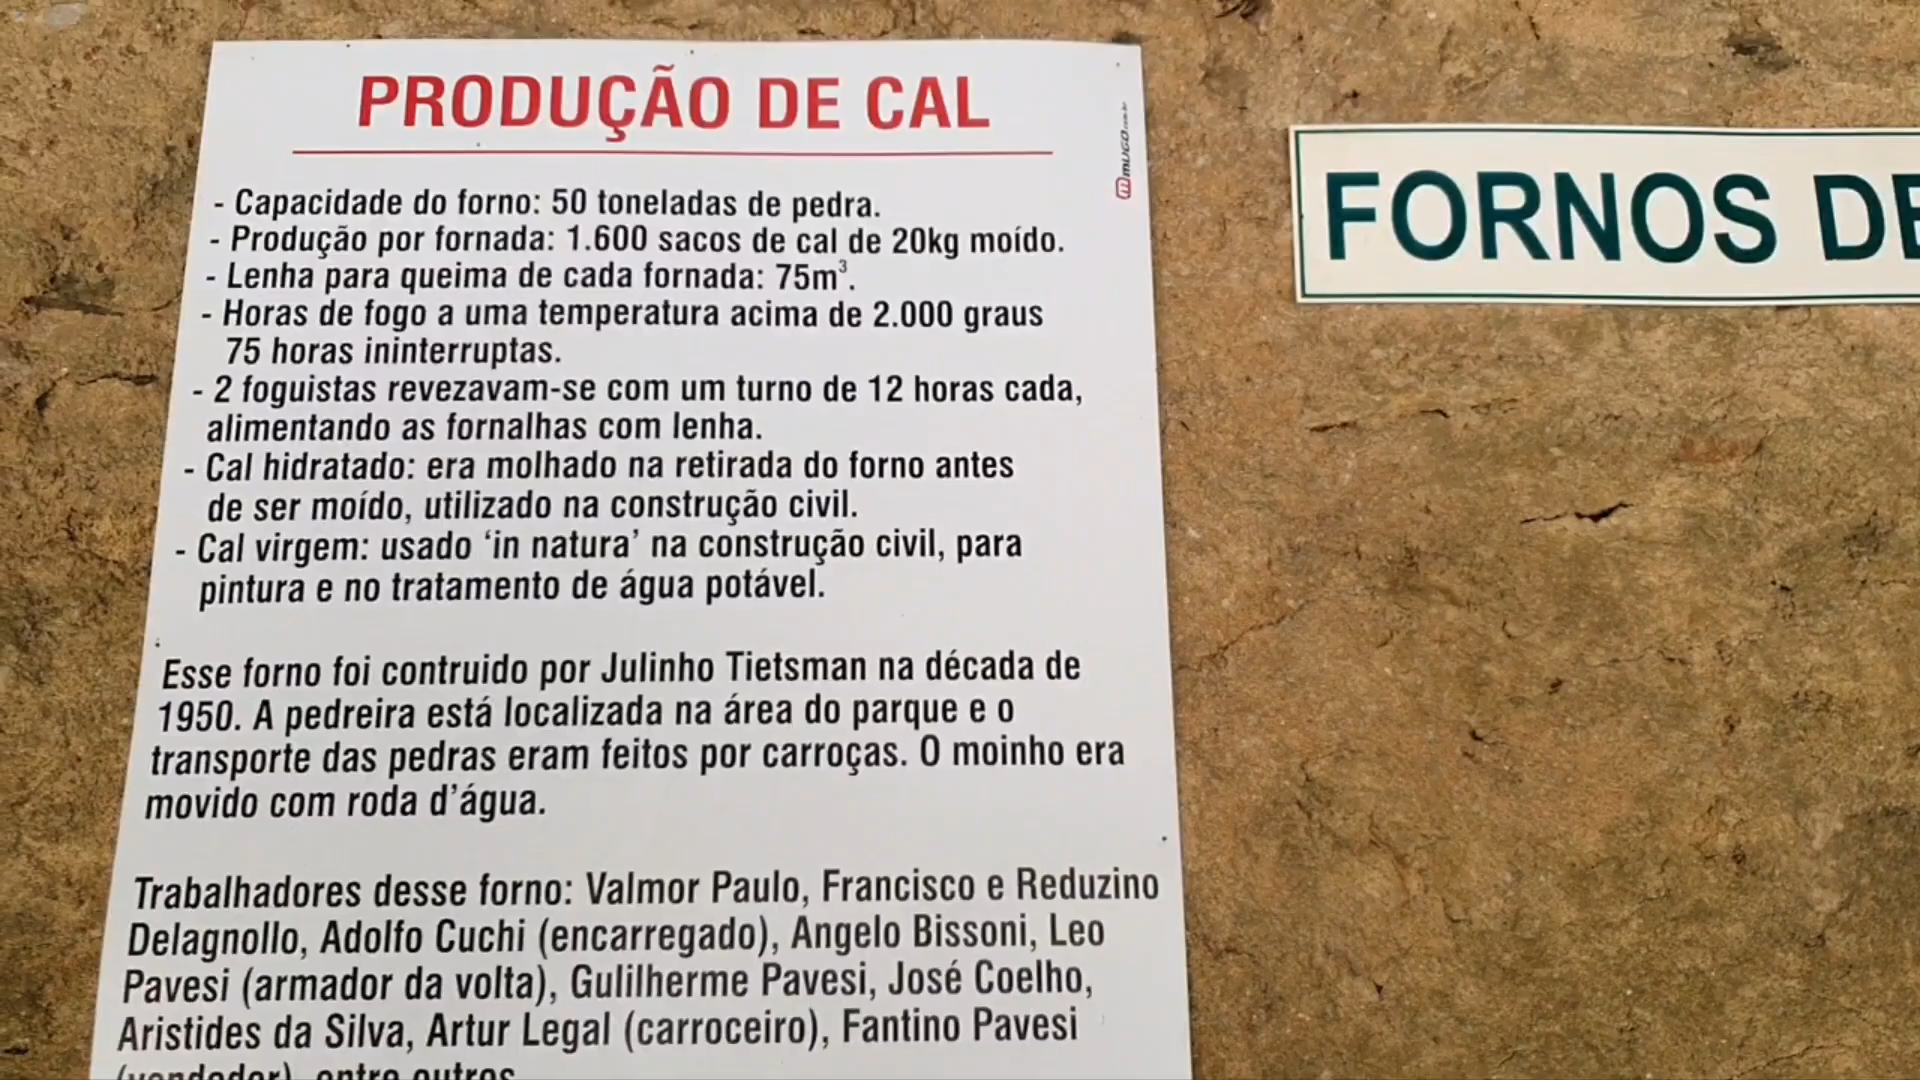 PRODUÇÃO DE CAL
- Capacidade do forno: 50 toneladas de pedra.
- Produção por fornada: 1.600 sacos de cal de 20kg moído.
- Lenha para queima de cada fornada: 75m³.
- Horas de fogo a uma temperatura acima de 2.000 graus
75 horas ininterruptas.
- 2 foguistas revezavam-se com um turno de 12 horas cada,
alimentando as fornalhas com lenha.
- Cal hidratado: era molhado na retirada do forno antes
de ser moído, utilizado na construção civil.
- Cal virgem: usado ‘in natura’ na construção civil, para
pintura e no tratamento de água potável.
Esse forno foi contruido por Julinho Tietsman na década de
1950. A pedreira está localizada na área do parque e o
transporte das pedras eram feitos por carroças. O moinho era
movido com roda d’água.
Trabalhadores desse forno: Valmor Paulo, Francisco e Reduzino
Delagnollo, Adolfo Cuchi (encarregado), Angelo Bissoni, Leo
Pavesi (armador da volta), Gulilherme Pavesi, José Coelho,
Aristides da Silva, Artur Legal (carroceiro), Fantino Pavesi
(vendedor), entre outros
FORNOS DE